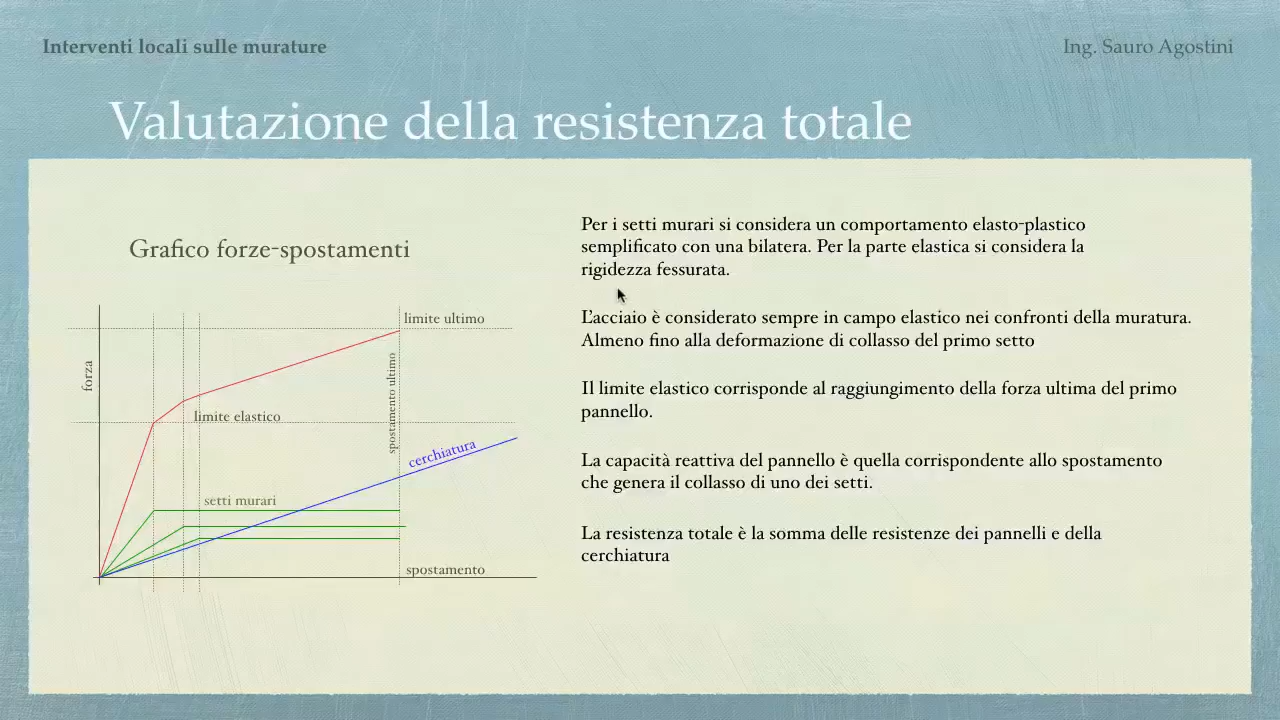 Interventi locali sulle murature
Ing. Sauro Agostini
Valutazione della resistenza totale
Grafico forze-spostamenti
limite ultimo
forza
spostamento ultimo
limite elastico
cerchiatura
setti murari
spostamento
Per i setti murari si considera un comportamento elasto-plastico
semplificato con una bilatera. Per la parte elastica si considera la
rigidezza fessurata.
L'acciaio è considerato sempre in campo elastico nei confronti della muratura.
Almeno fino alla deformazione di collasso del primo setto
Il limite elastico corrisponde al raggiungimento della forza ultima del primo
pannello.
La capacità reattiva del pannello è quella corrispondente allo spostamento
che genera il collasso di uno dei setti.
La resistenza totale è la somma delle resistenze dei pannelli e della
cerchiatura